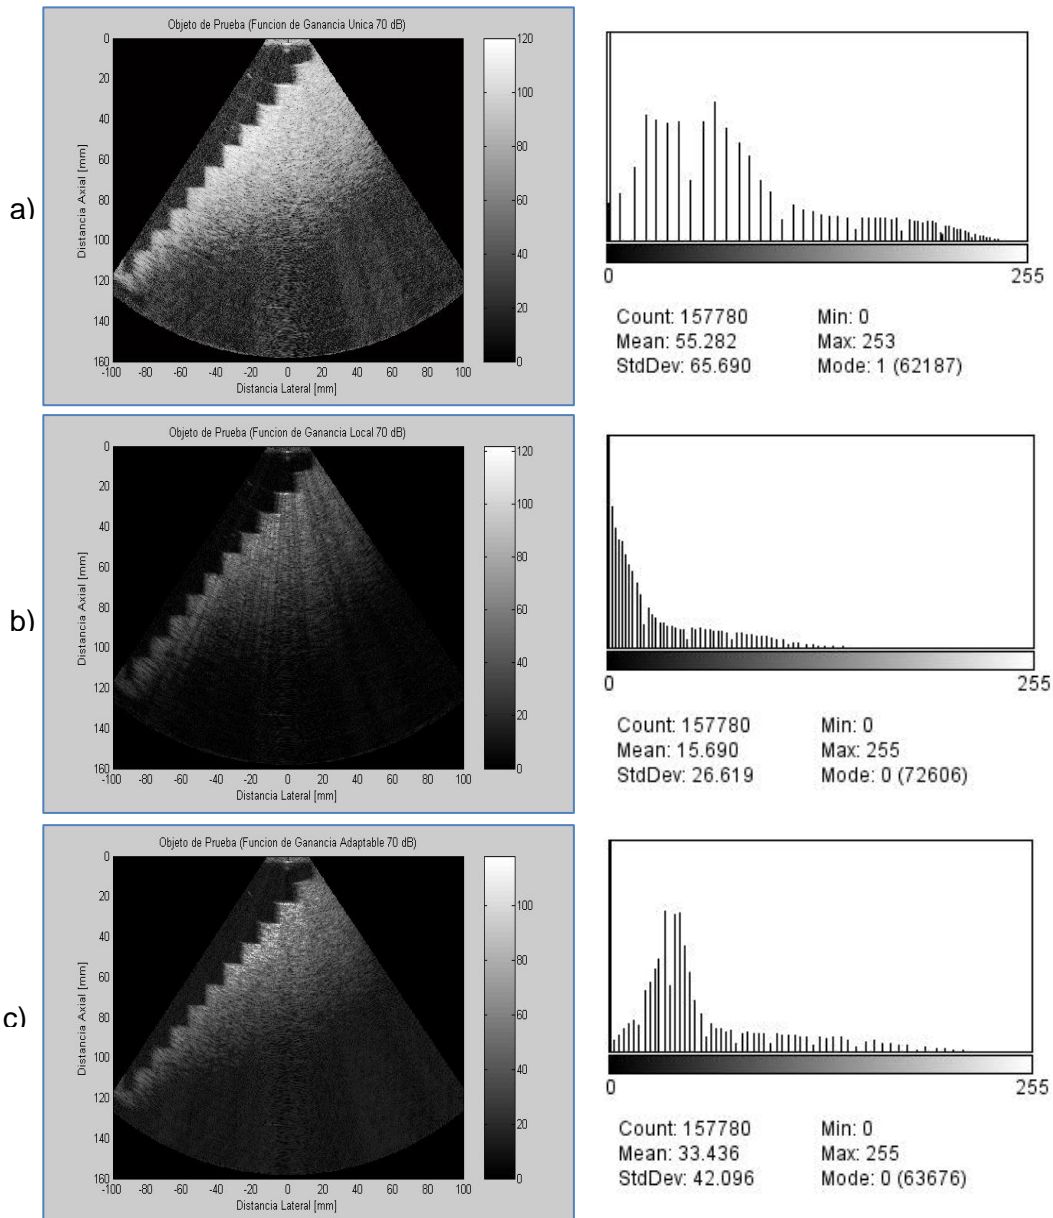 a)
Objeto de Prueba (Funcion de Ganancia Unica 70 dB)
Distancia Axial [mm]
0
20
40
60
80
100
120
140
160
-100 -80 -60 -40 -20 0 20 40 60 80 100
Distancia Lateral [mm]
120
100
80
60
40
20
0
0 255
Count: 157780 Min: 0
Mean: 55.282 Max: 253
StdDev: 65.690 Mode: 1 (62187)
b)
Objeto de Prueba (Funcion de Ganancia Local 70 dB)
Distancia Axial [mm]
0
20
40
60
80
100
120
140
160
-100 -80 -60 -40 -20 0 20 40 60 80 100
Distancia Lateral [mm]
120
100
80
60
40
20
0
0 255
Count: 157780 Min: 0
Mean: 15.690 Max: 255
StdDev: 26.619 Mode: 0 (72606)
c)
Objeto de Prueba (Funcion de Ganancia Adaptable 70 dB)
Distancia Axial [mm]
0
20
40
60
80
100
120
140
160
-100 -80 -60 -40 -20 0 20 40 60 80 100
Distancia Lateral [mm]
100
80
60
40
20
0
0 255
Count: 157780 Min: 0
Mean: 33.436 Max: 255
StdDev: 42.096 Mode: 0 (63676)